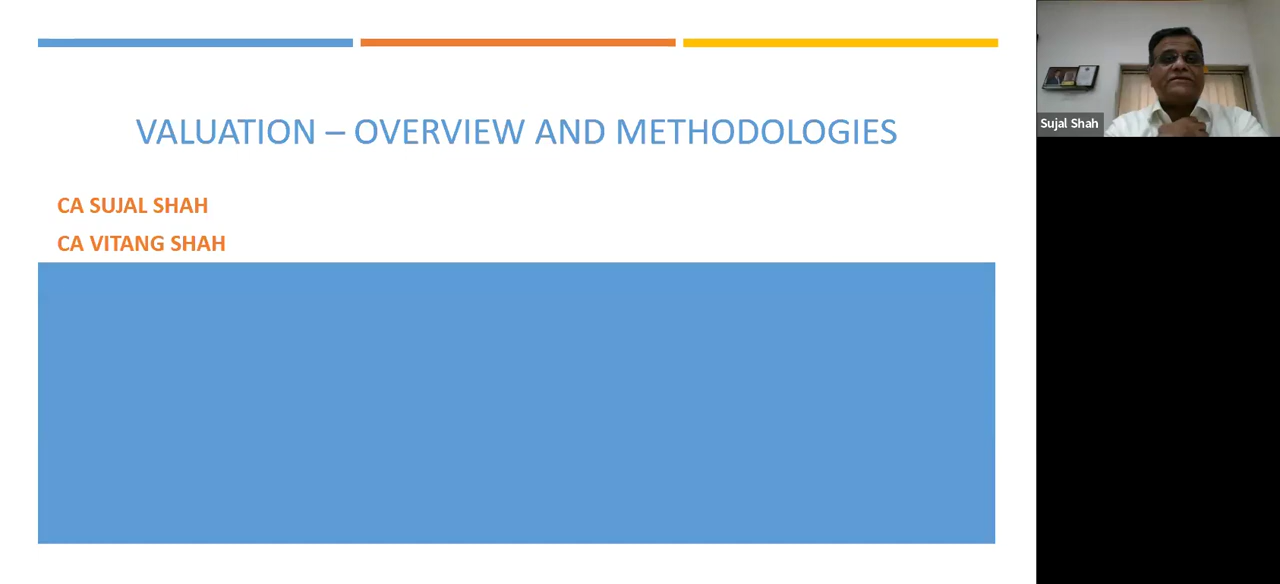 VALUATION – OVERVIEW AND METHODOLOGIES
CA SUJAL SHAH
CA VITANG SHAH
Sujal Shah